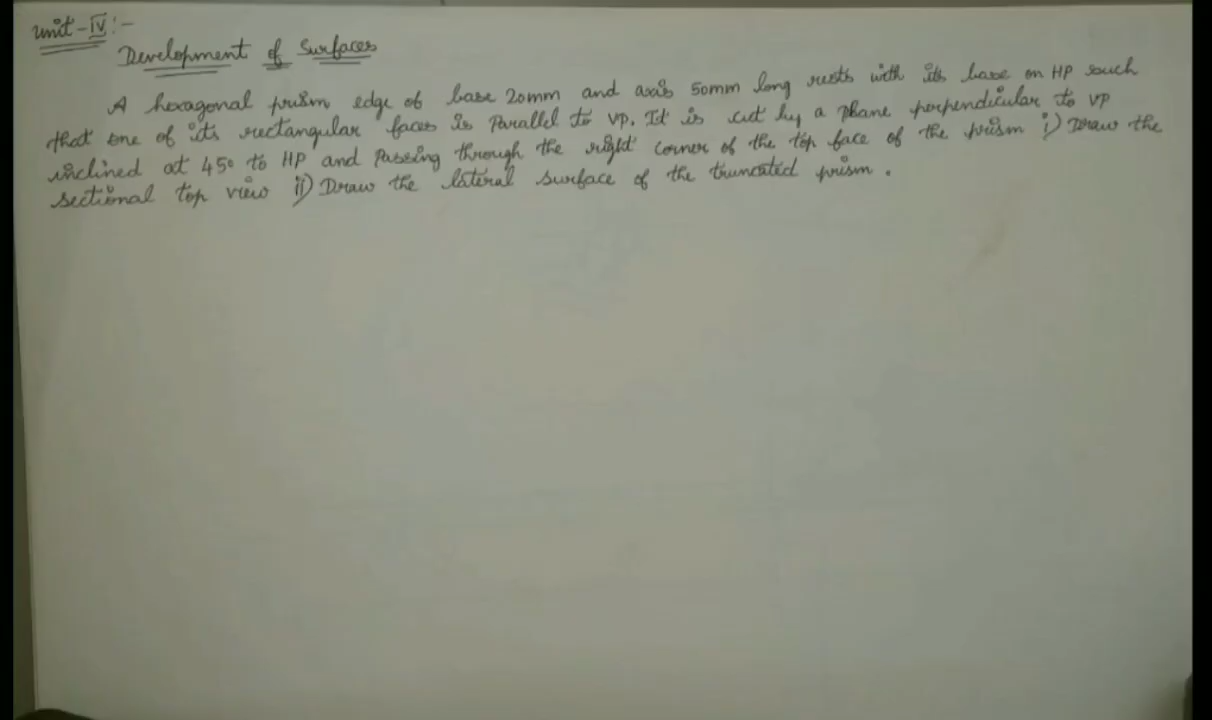 Unit - IV :-
Development of Surfaces
A hexagonal prism edge of base 20mm and axis 50mm long rests with its base on HP such
that one of its rectangular faces is Parallel to VP. It is cut by a plane perpendicular to VP
inclined at 45° to HP and Passing through the right corner of the top face of the prism i) Draw the
sectional top view ii) Draw the lateral surface of the truncated prism .